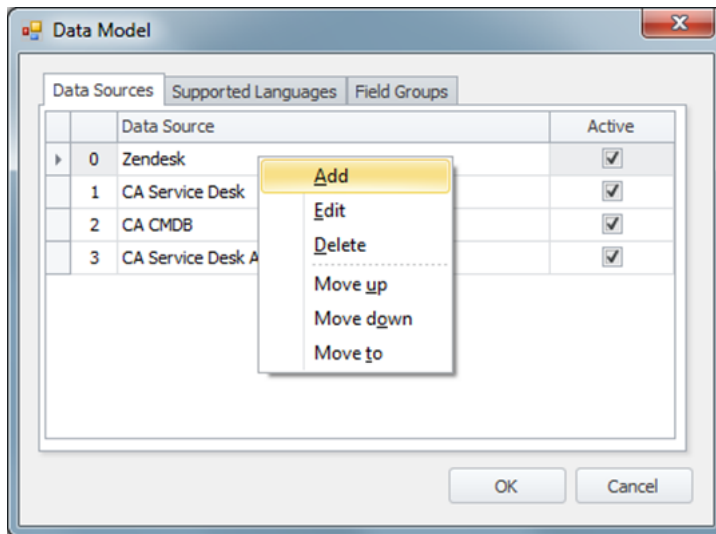 Data Model
Data Sources Supported Languages Field Groups
Data Source Active
0 Zendesk
1 CA Service Desk
2 CA CMDB
3 CA Service Desk A
Add
Edit
Delete
Move up
Move down
Move to
OK Cancel